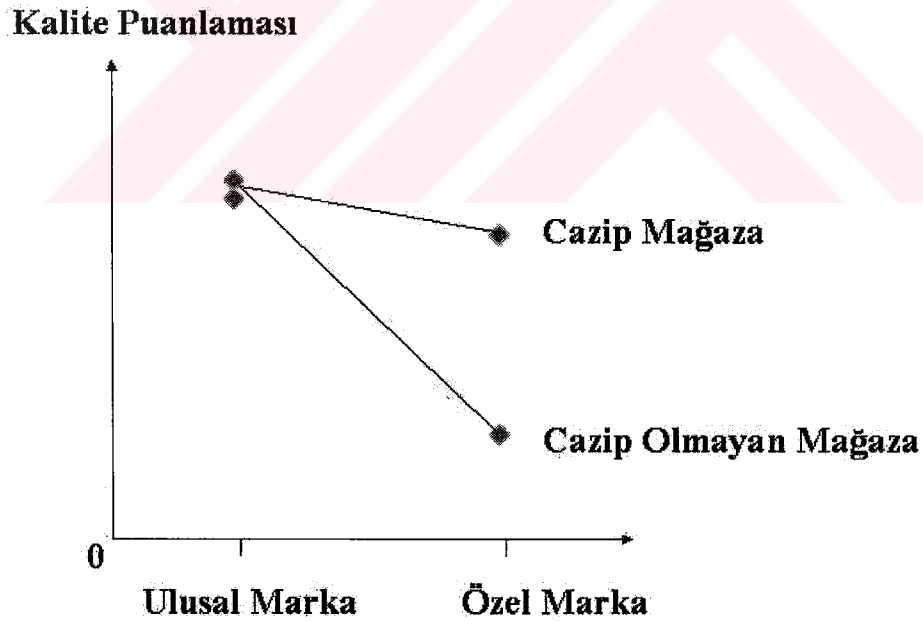 Kalite Puanlaması
Cazip Mağaza
Cazip Olmayan Mağaza
0
Ulusal Marka Özel Marka